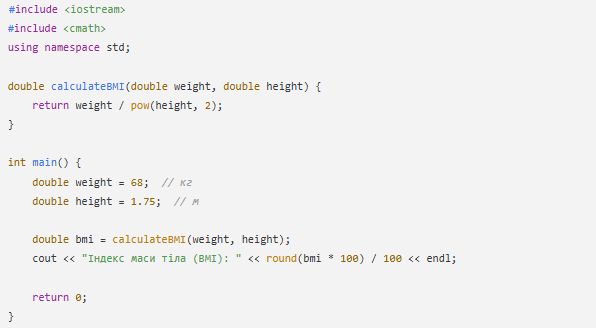 #include <iostream>
#include <cmath>
using namespace std;
double calculateBMI(double weight, double height) {
    return weight / pow(height, 2);
}
int main() {
    double weight = 68;  // кг
    double height = 1.75;  // м
    double bmi = calculateBMI(weight, height);
    cout << "Індекс маси тіла (BMI): " << round(bmi * 100) / 100 << endl;
    return 0;
}